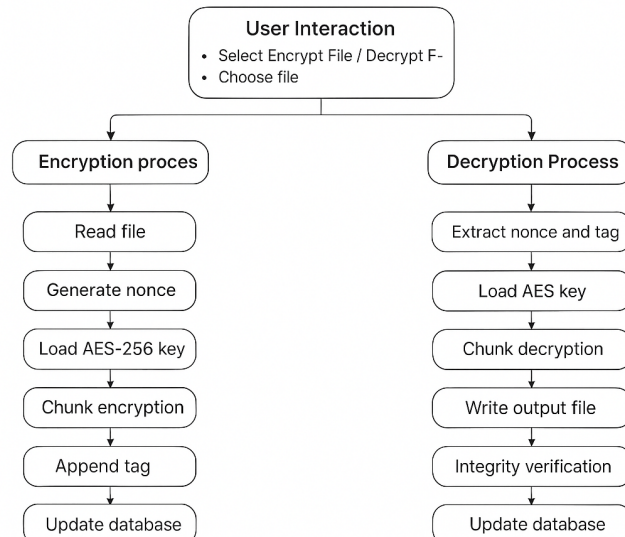 User Interaction
• Select Encrypt File / Decrypt F-
• Choose file
Encryption proces
Read file
Generate nonce
Load AES-256 key
Chunk encryption
Append tag
Update database
Decryption Process
Extract nonce and tag
Load AES key
Chunk decryption
Write output file
Integrity verification
Update database